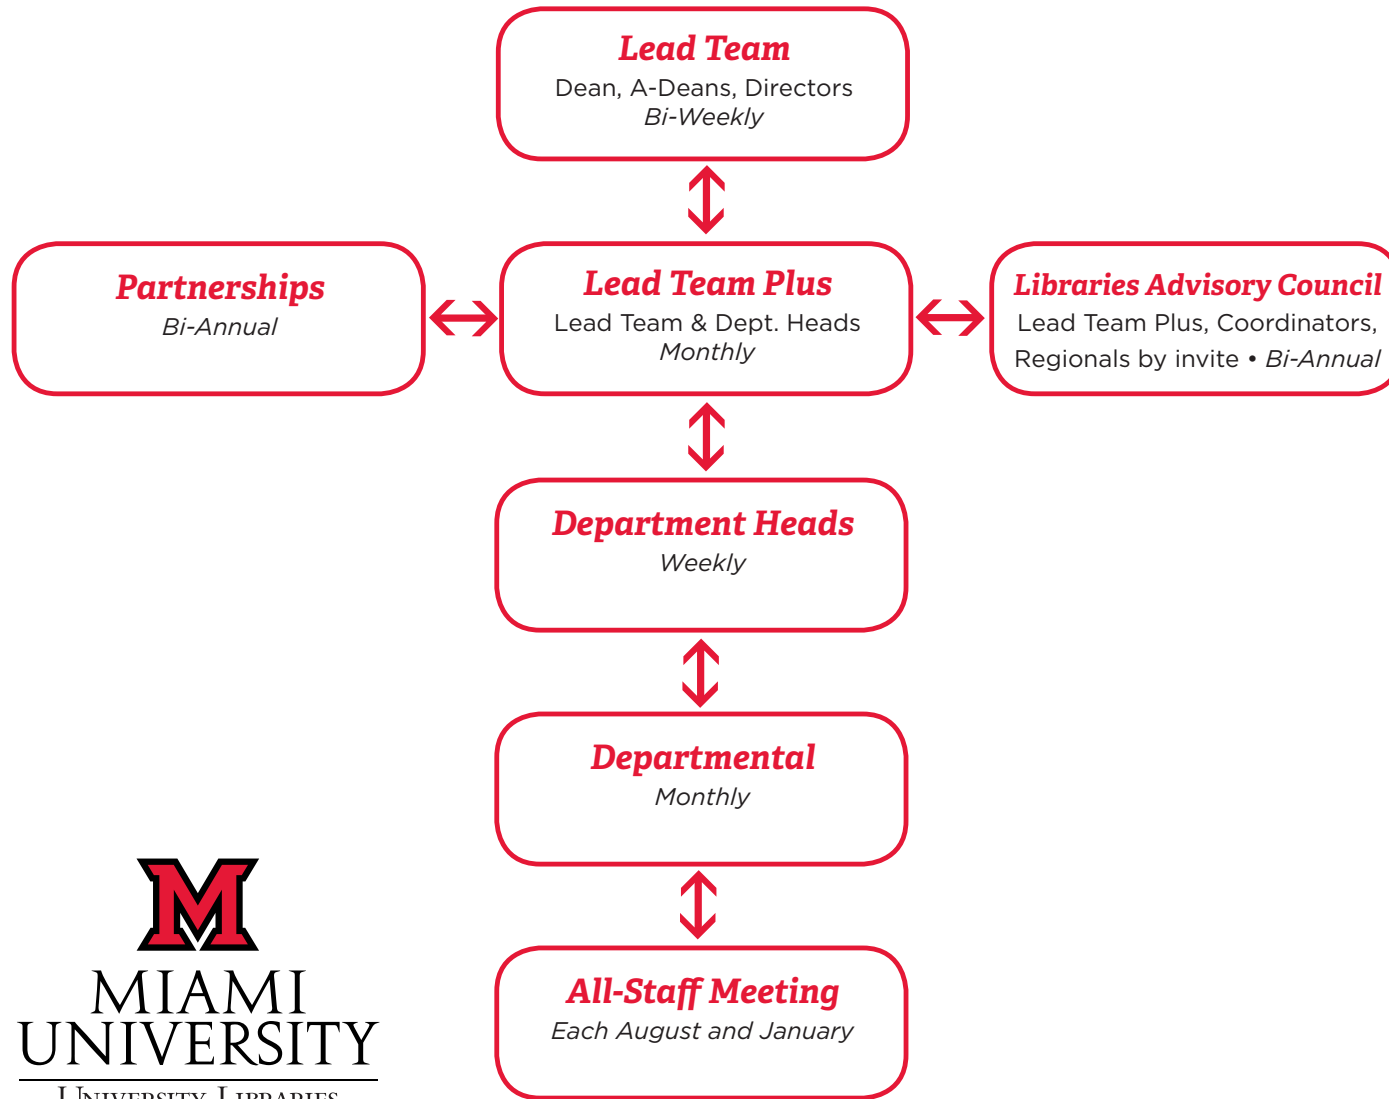 Lead Team
Dean, A-Deans, Directors
Bi-Weekly
Partnerships
Bi-Annual
Lead Team Plus
Lead Team & Dept. Heads
Monthly
Libraries Advisory Council
Lead Team Plus, Coordinators,
Regionals by invite • Bi-Annual
Department Heads
Weekly
Departmental
Monthly
All-Staff Meeting
Each August and January
M
MIAMI
UNIVERSITY
UNIVERSITY LIBRARIES